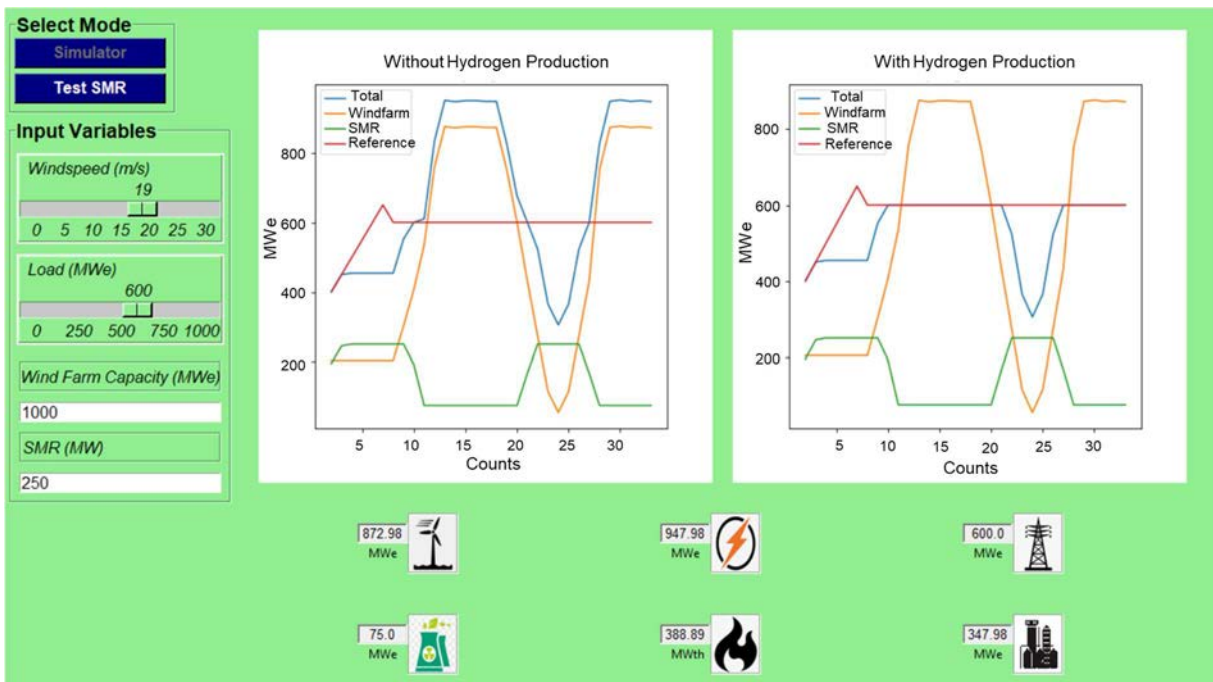 Select Mode
Simulator
Test SMR
Input Variables
Windspeed (m/s)
19
0 5 10 15 20 25 30
Load (MWe)
600
0 250 500 750 1000
Wind Farm Capacity (MWe)
1000
SMR (MW)
250
Without Hydrogen Production
Total
Windfarm
SMR
Reference
800
600
400
200
MWe
5 10 15 20 25 30
Counts
With Hydrogen Production
Total
Windfarm
SMR
Reference
800
600
400
200
MWe
5 10 15 20 25 30
Counts
872.98
MWe
947.98
MWe
600.0
MWe
75.0
MWe
388.89
MWth
347.98
MWe